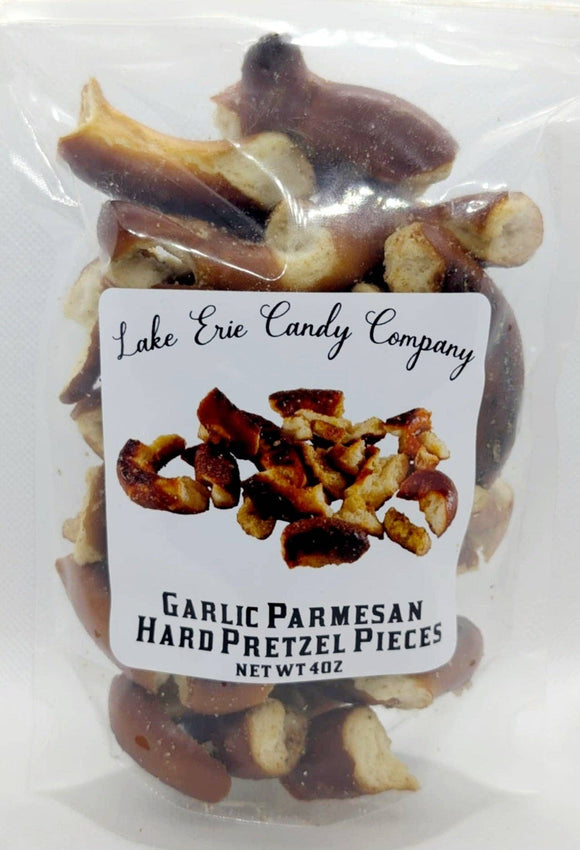 Lake Erie Candy Company
Garlic Parmesan
Hard Pretzel Pieces
Net Wt 4oz